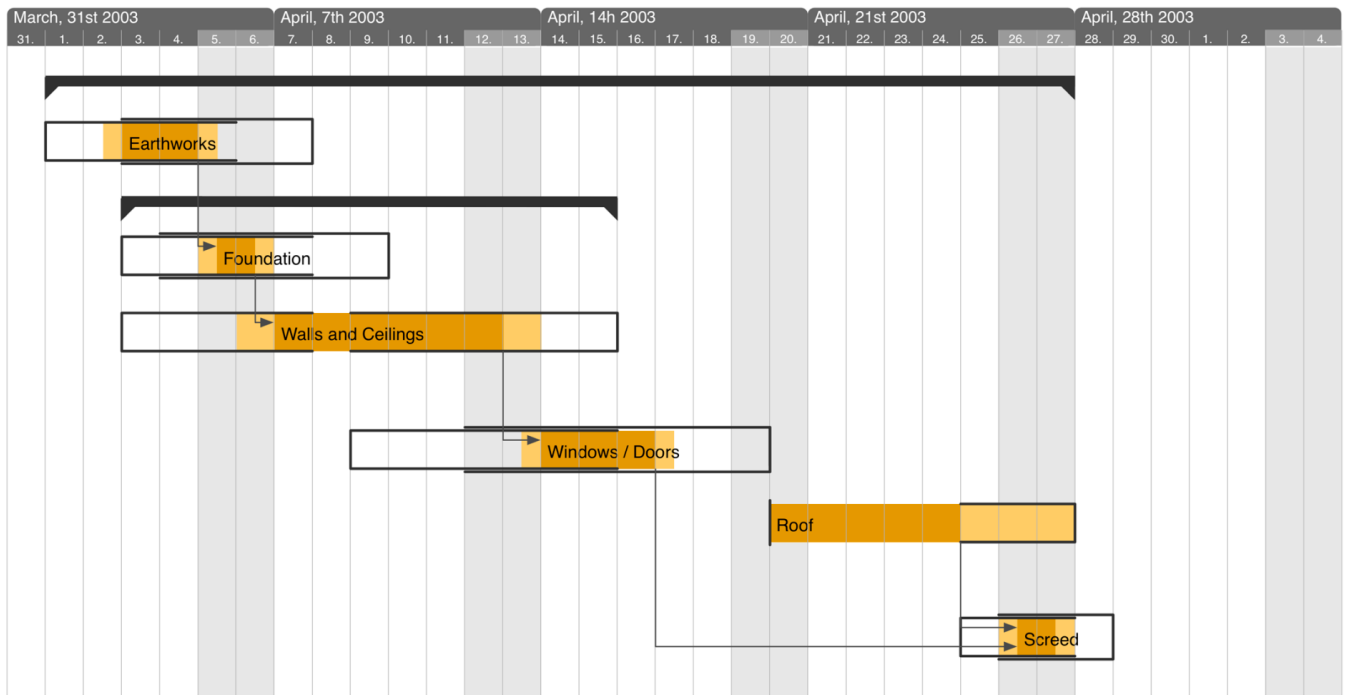 March, 31st 2003 April, 7th 2003 April, 14h 2003 April, 21st 2003 April, 28th 2003
31. 1. 2. 3. 4. 5. 6. 7. 8. 9. 10. 11. 12. 13. 14. 15. 16. 17. 18. 19. 20. 21. 22. 23. 24. 25. 26. 27. 28. 29. 30. 1. 2. 3. 4.
Earthworks
Foundation
Walls and Ceilings
Windows / Doors
Roof
Screed